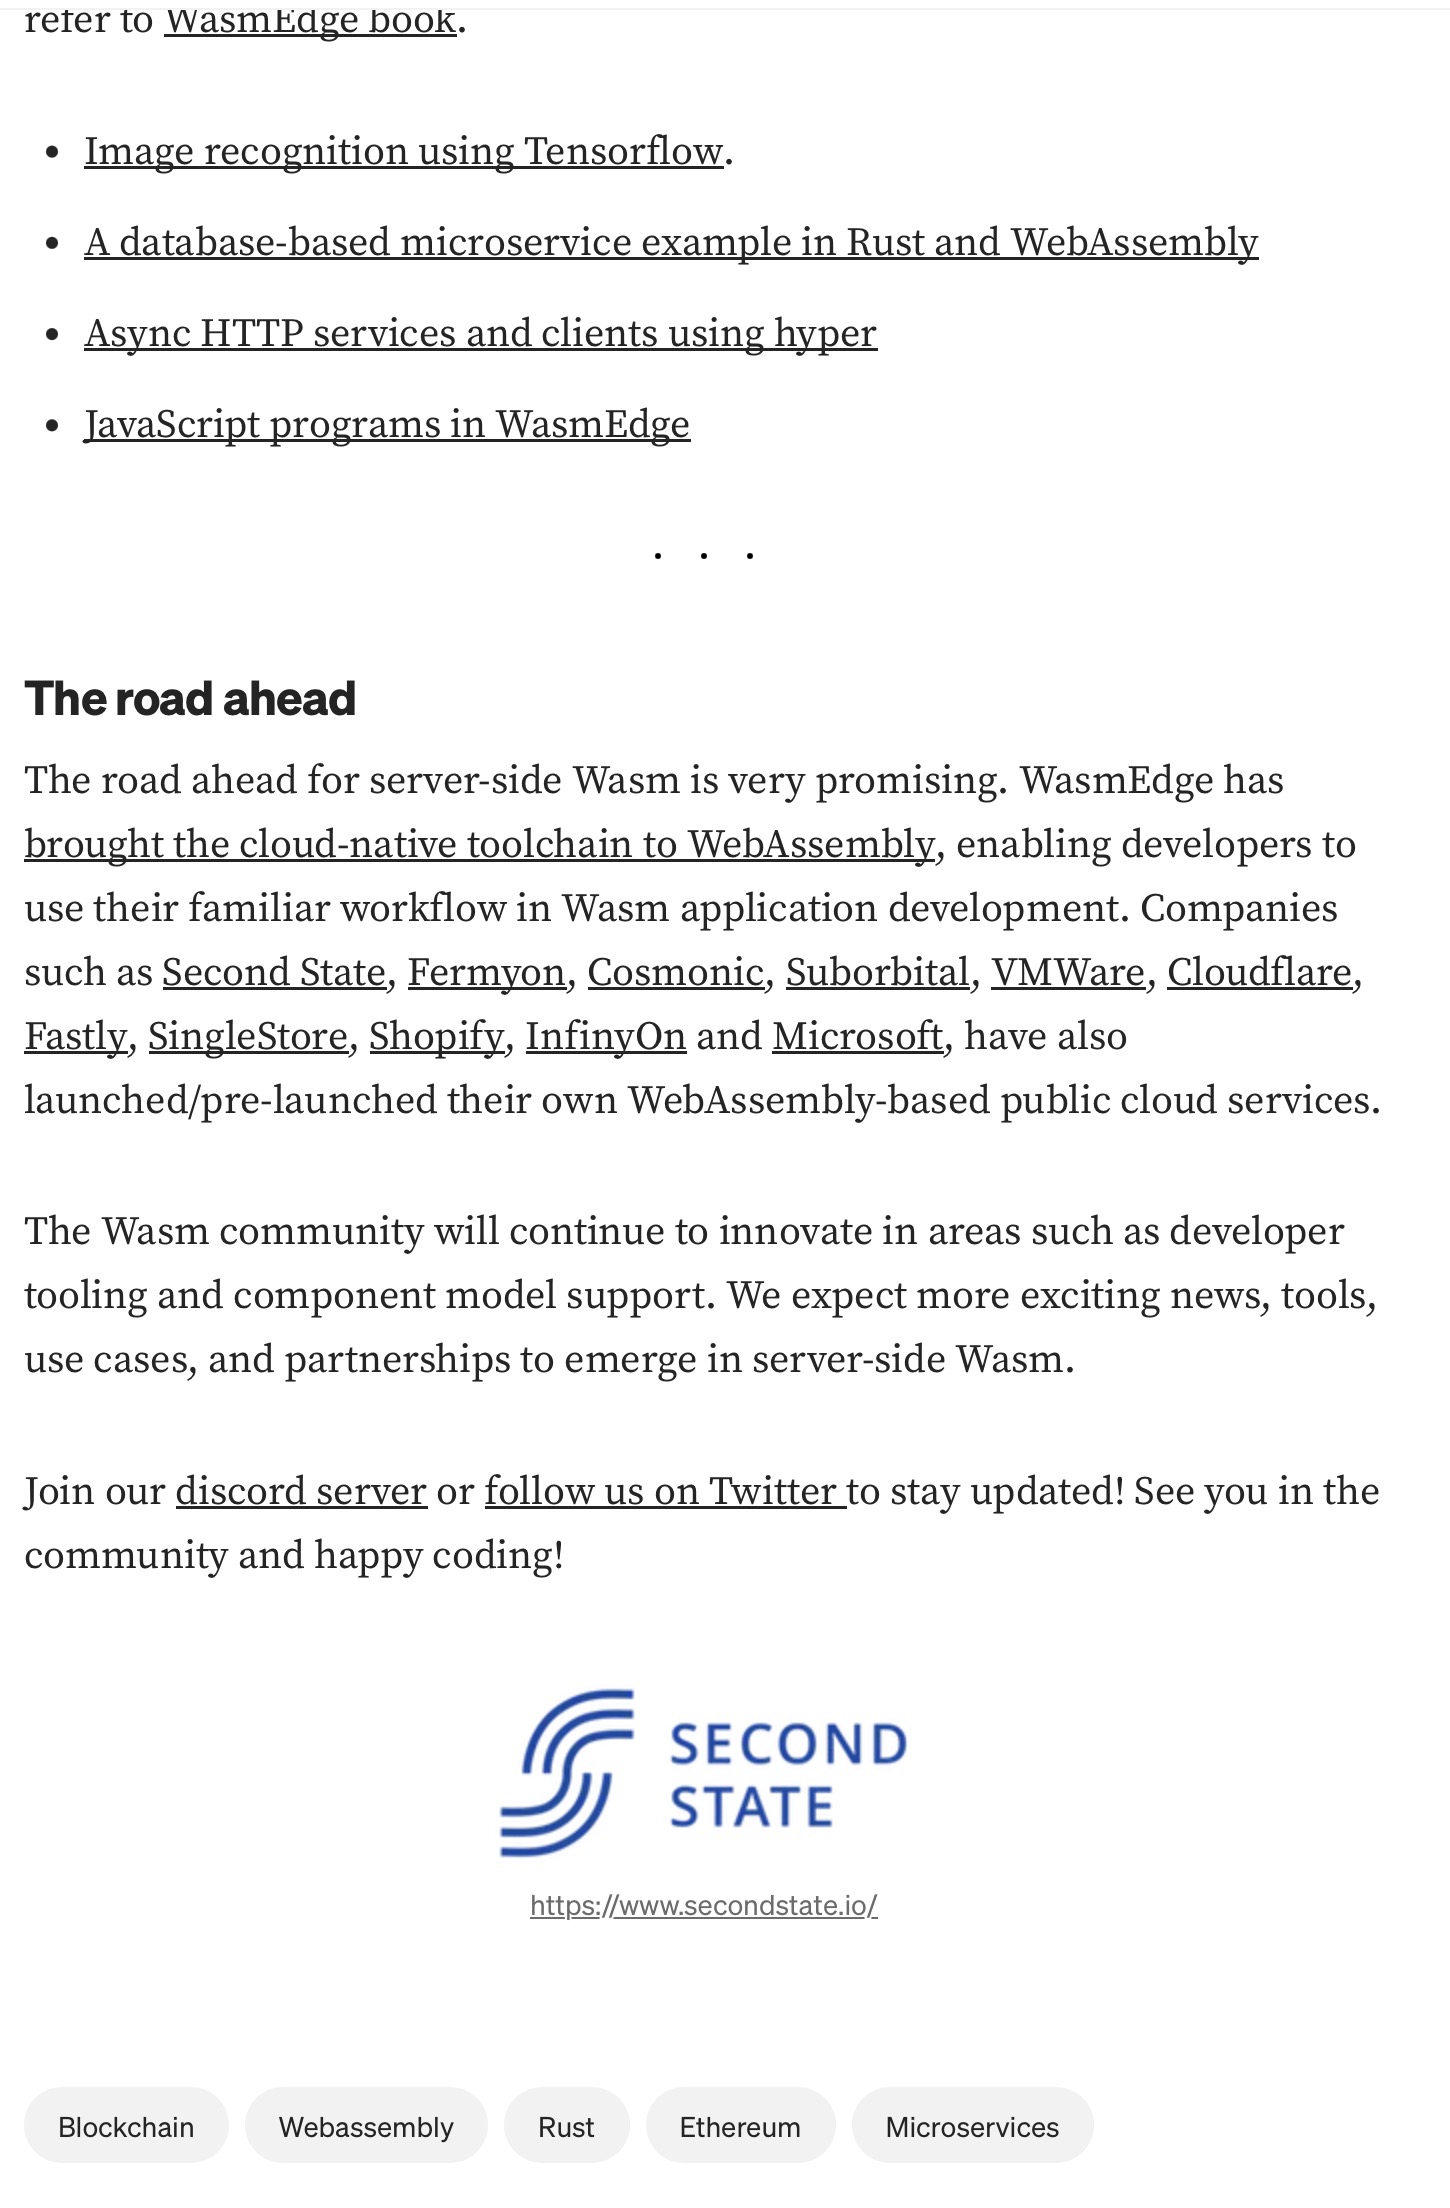 refer to WasmEdge book.
Image recognition using Tensorflow.
A database-based microservice example in Rust and WebAssembly
Async HTTP services and clients using hyper
JavaScript programs in WasmEdge
. . .
The road ahead
The road ahead for server-side Wasm is very promising. WasmEdge has
brought the cloud-native toolchain to WebAssembly, enabling developers to
use their familiar workflow in Wasm application development. Companies
such as Second State, Fermyon, Cosmonic, Suborbital, VMWare, Cloudflare,
Fastly, SingleStore, Shopify, InfinyOn and Microsoft, have also
launched/pre-launched their own WebAssembly-based public cloud services.
The Wasm community will continue to innovate in areas such as developer
tooling and component model support. We expect more exciting news, tools,
use cases, and partnerships to emerge in server-side Wasm.
Join our discord server or follow us on Twitter to stay updated! See you in the
community and happy coding!
SECOND
STATE
https://www.secondstate.io/
Blockchain Webassembly Rust Ethereum Microservices